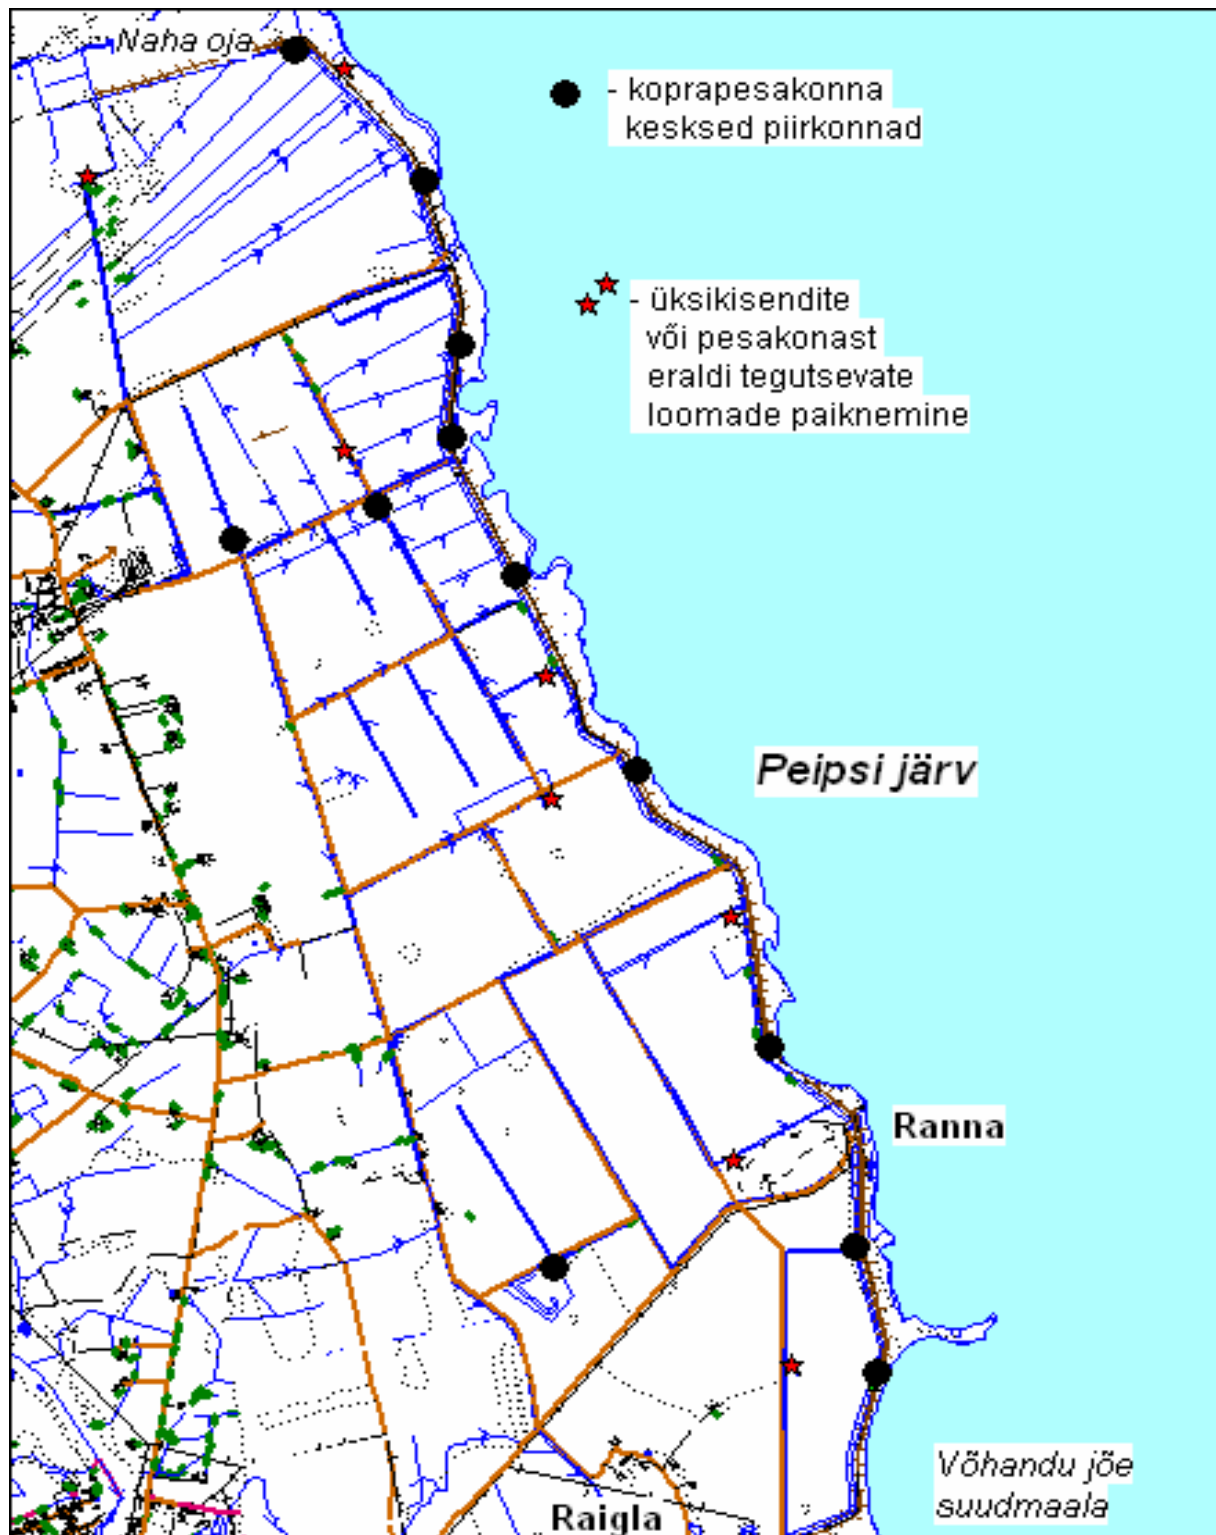 Naha oja
- koprapesakonna
kesksed piirkonnad
- üksikisendite
või pesakonast
eraldi tegutsevate
loomade paiknemine
Peipsi järv
Ranna
Võhandu jõe
suudmaala
Raigla